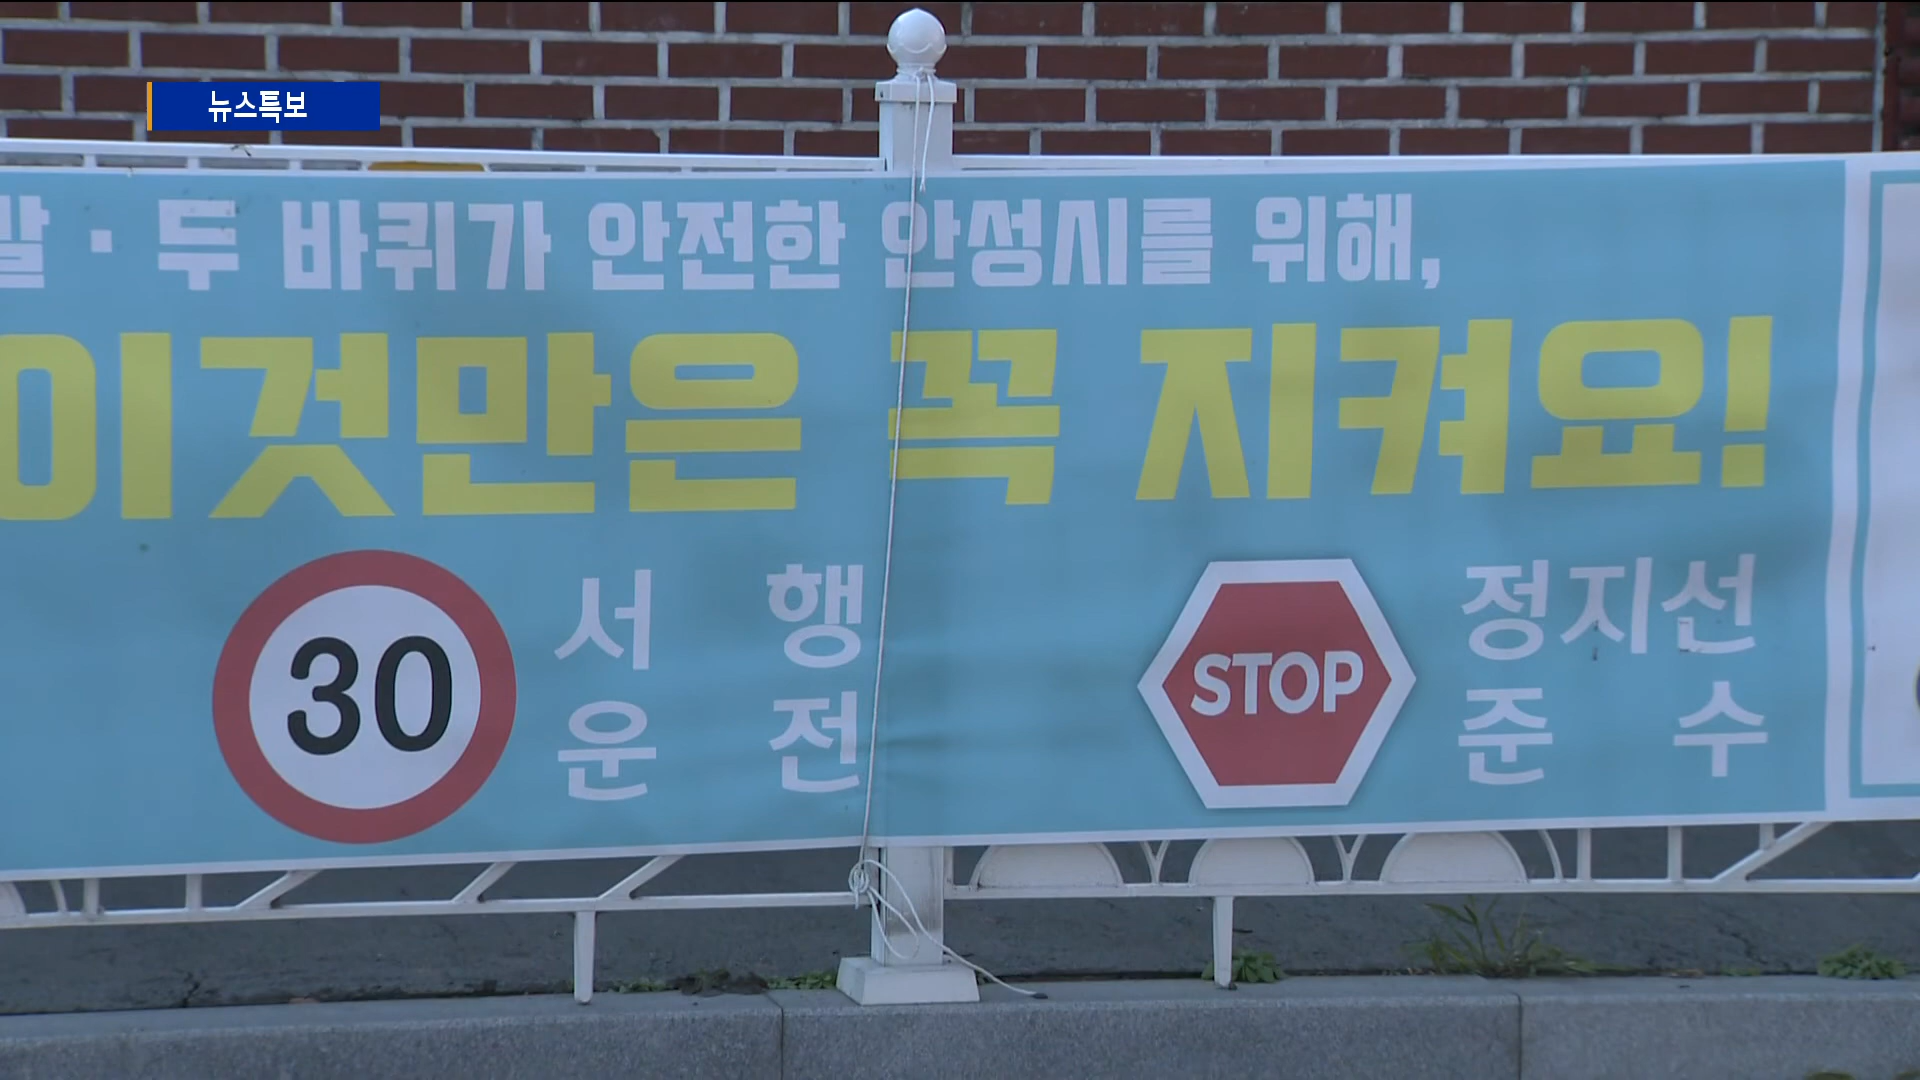 뉴스특보
발 · 두 바퀴가 안전한 안성시를 위해,
이것만은 꼭 지켜요!
30
서행
운전
STOP
정지선
준수